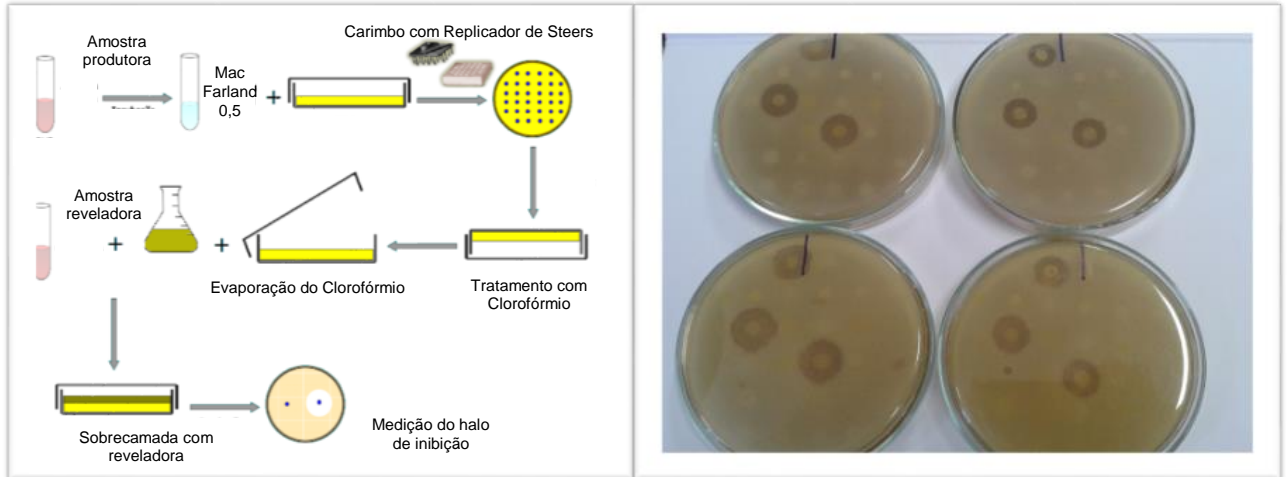 Carimbo com Replicador de Steers
Amostra
produtora
Mac
Farland
0,5
+
Amostra
reveladora
+
+
Evaporação do Clorofórmio
Tratamento com
Clorofórmio
Sobrecamada com
reveladora
Medição do halo
de inibição